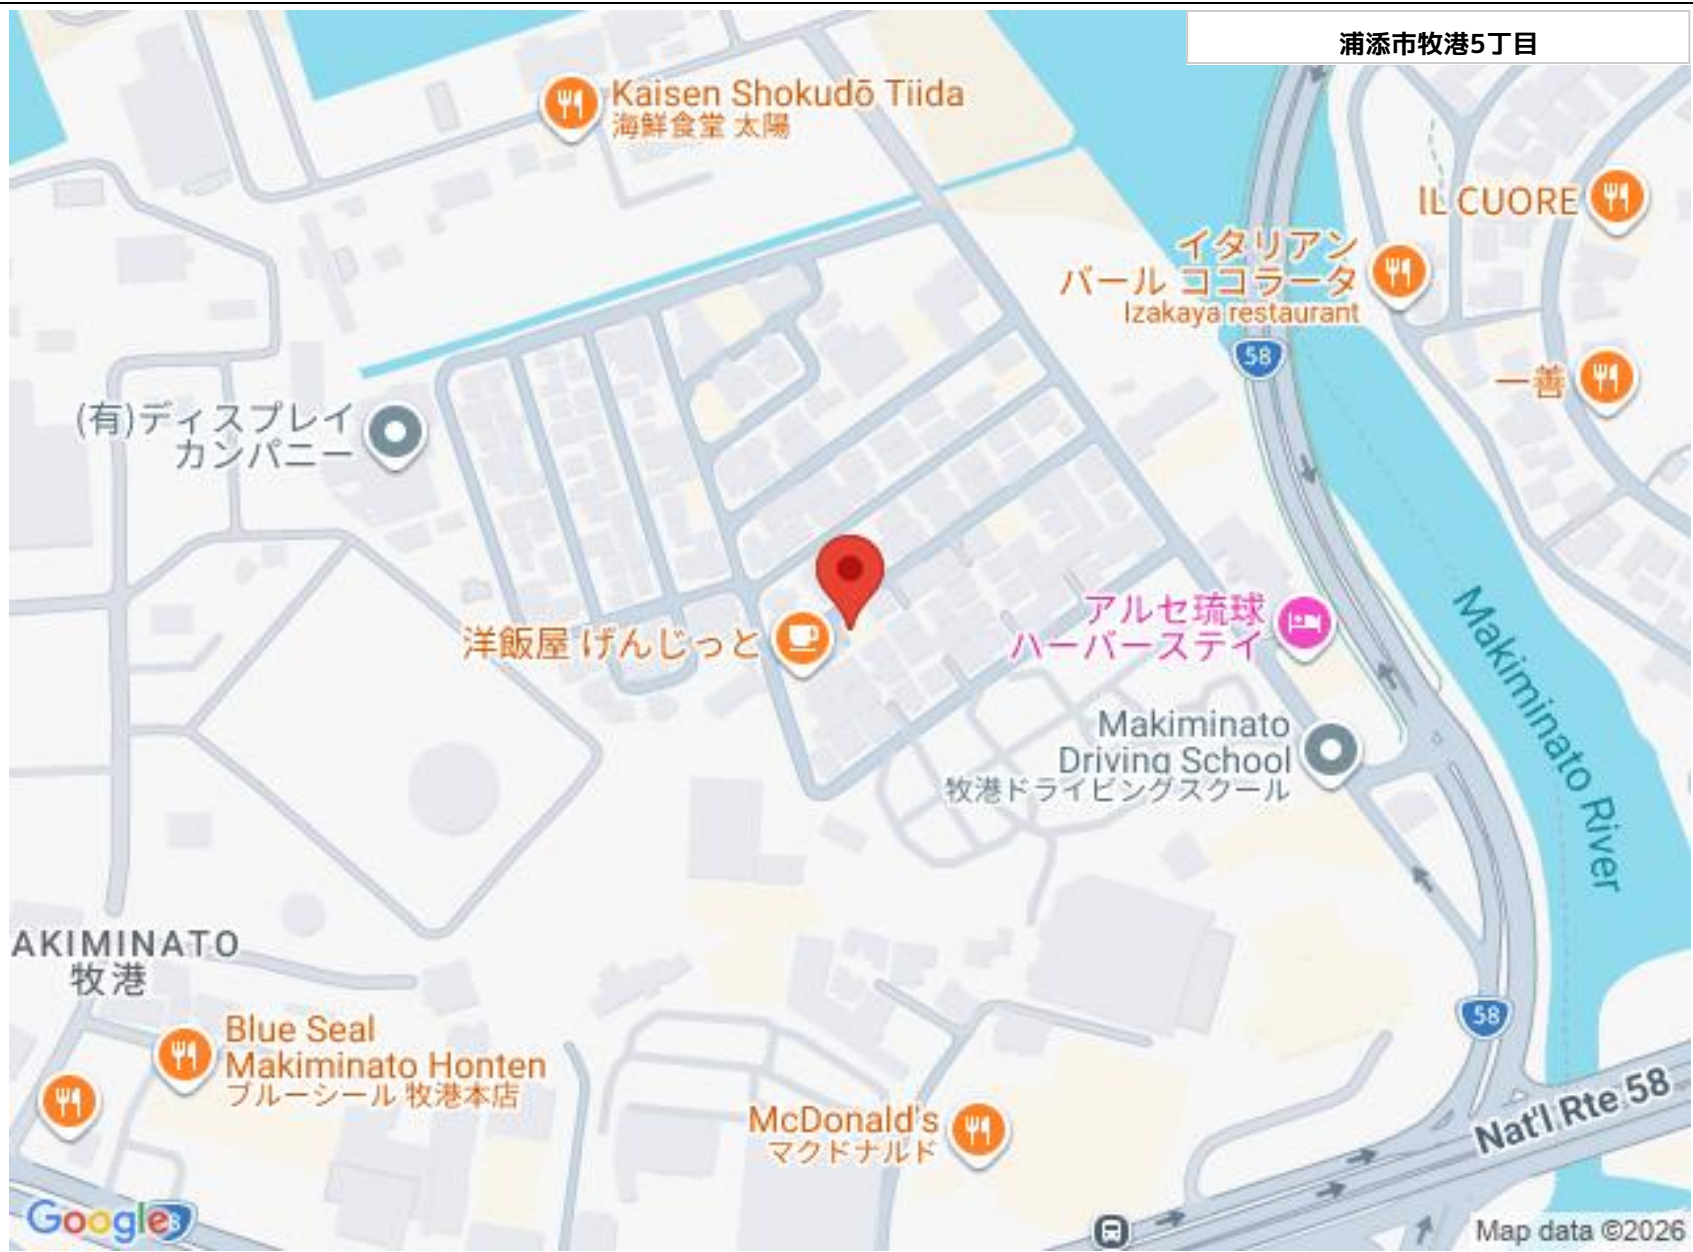 浦添市牧港5丁目
Kaisen Shokudō Tiida
海鮮食堂 太陽
IL CUORE
イタリアン
バール ココラータ
Izakaya restaurant
58
一善
(有)ディスプレイ
カンパニー
洋飯屋 げんじっと
アルセ琉球
ハーバーステイ
Makiminato River
Makiminato
Driving School
牧港ドライビングスクール
AKIMINATO
牧港
58
Blue Seal
Makiminato Honten
ブルーシール 牧港本店
McDonald's
マクドナルド
Nat'l Rte 58
Google
Map data ©2026